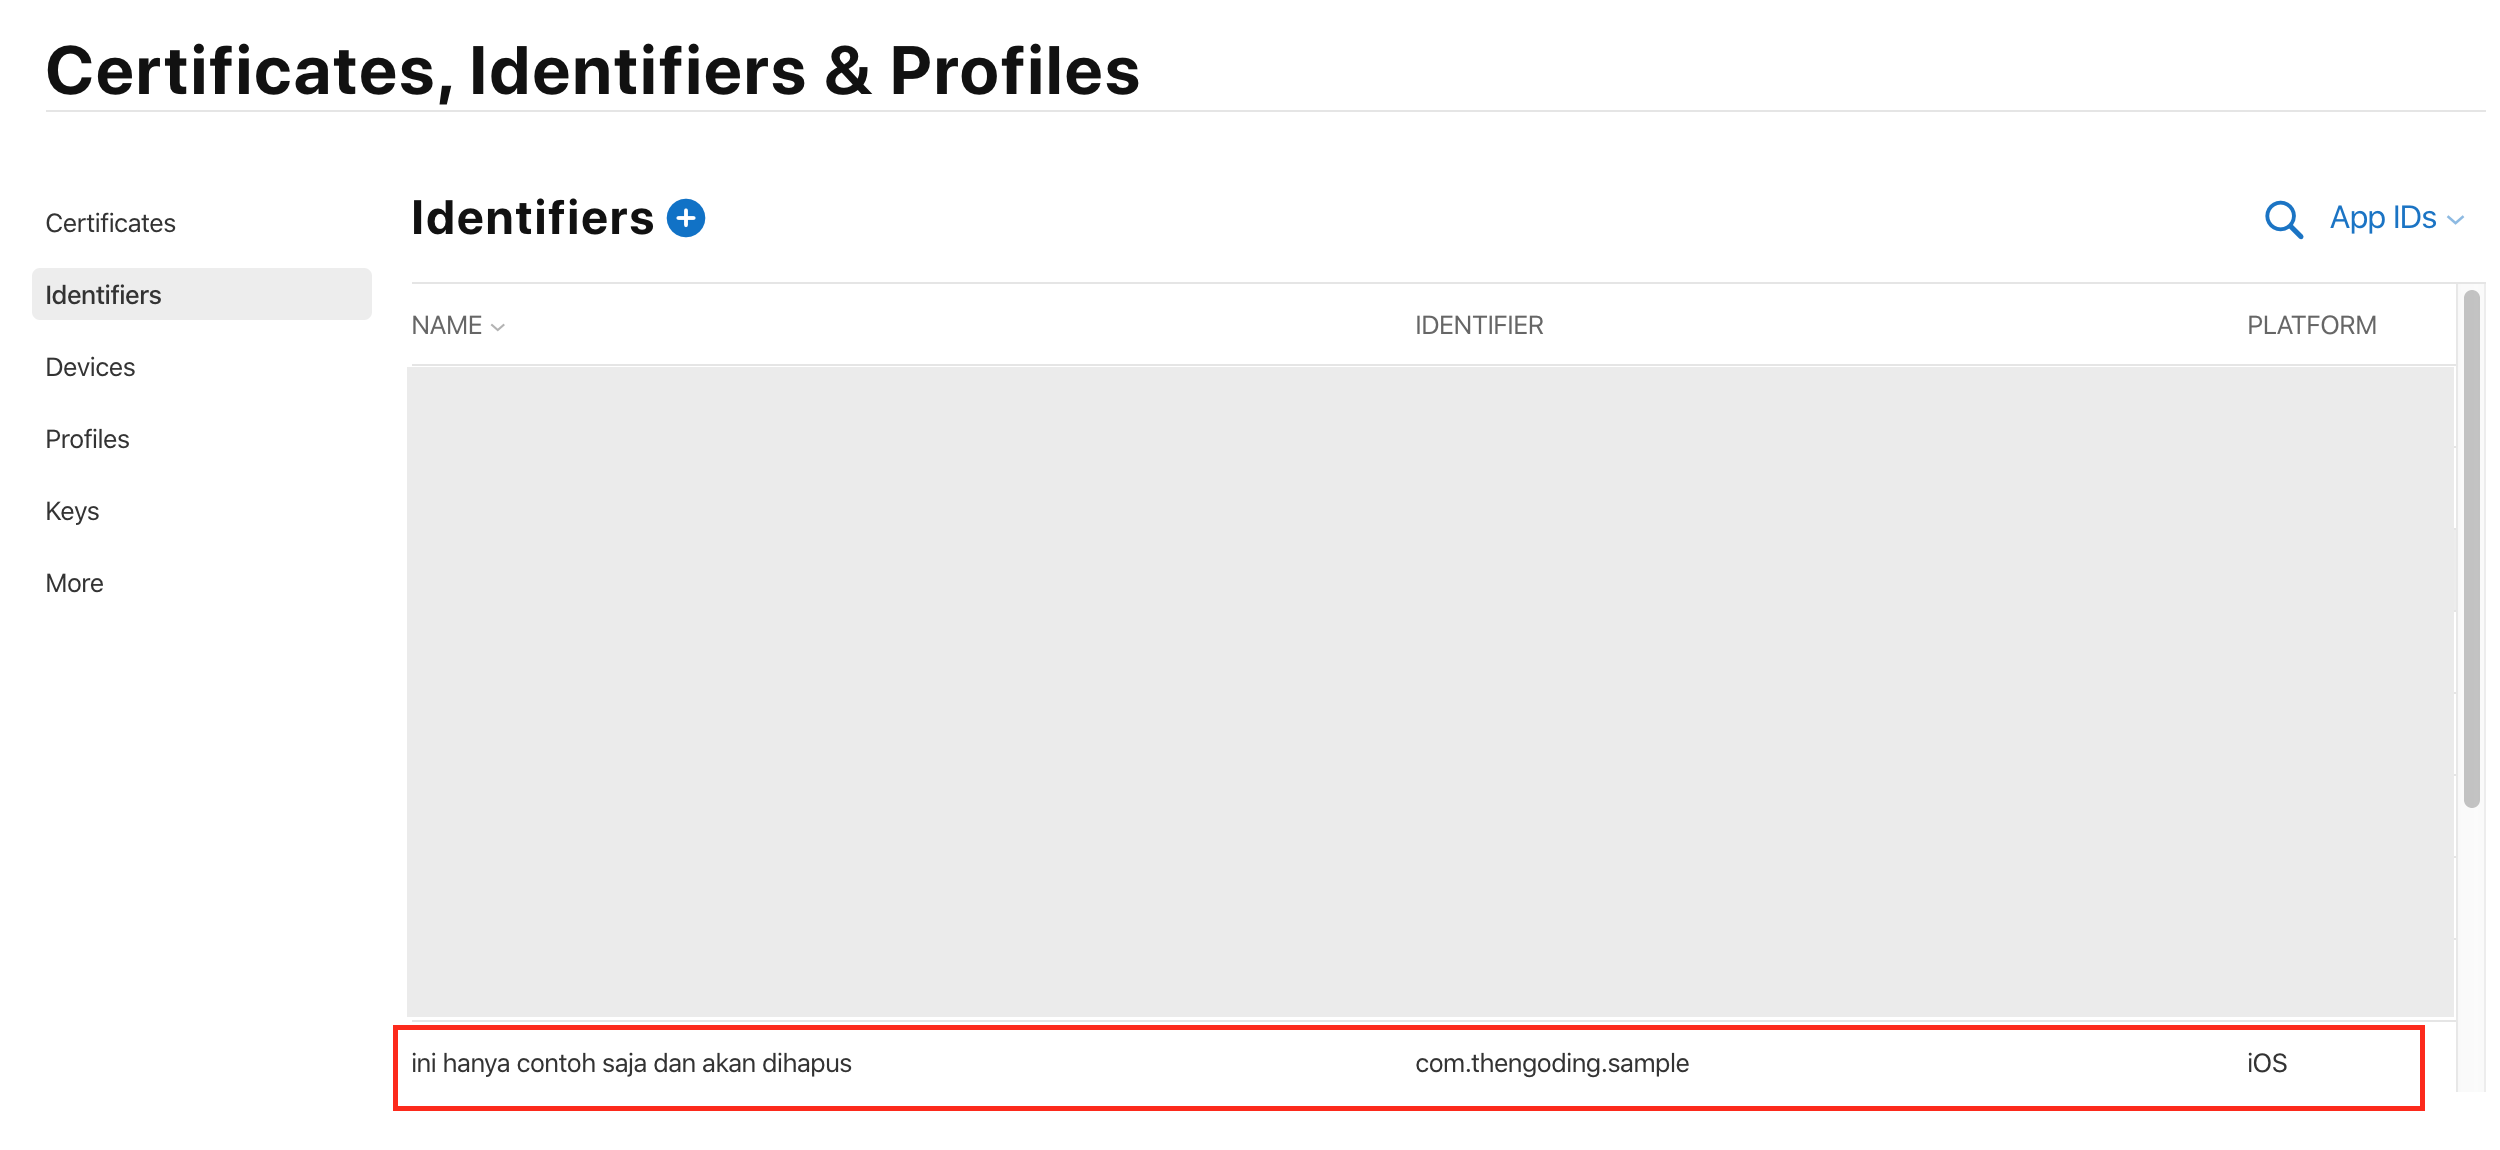 Certificates, Identifiers & Profiles
Certificates
Identifiers
Devices
Profiles
Keys
More
Identifiers
App IDs
NAME IDENTIFIER PLATFORM
ini hanya contoh saja dan akan dihapus com.thengoding.sample iOS